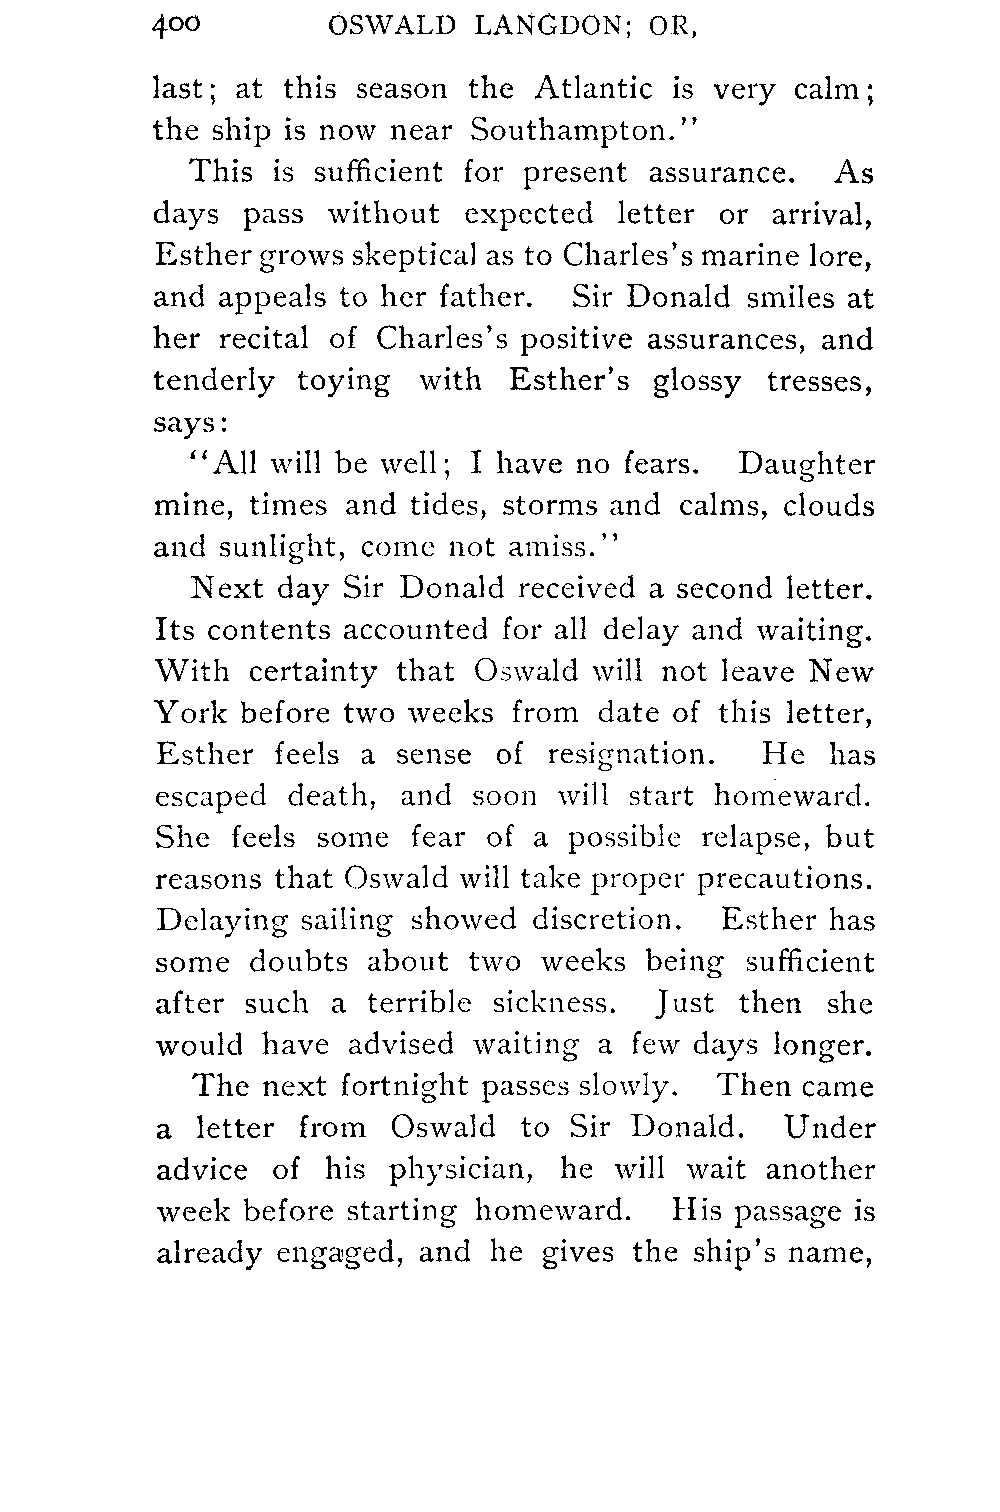 400 OSWALD LANGDON; OR,
last; at this season the Atlantic is very calm;
the ship is now near Southampton."
This is sufficient for present assurance. As
days pass without expected letter or arrival,
Esther grows skeptical as to Charles's marine lore,
and appeals to her father. Sir Donald smiles at
her recital of Charles's positive assurances, and
tenderly toying with Esther's glossy tresses,
says:
"All will be well; I have no fears. Daughter
mine, times and tides, storms and calms, clouds
and sunlight, come not amiss."
Next day Sir Donald received a second letter.
Its contents accounted for all delay and waiting.
With certainty that Oswald will not leave New
York before two weeks from date of this letter,
Esther feels a sense of resignation. He has
escaped death, and soon will start homeward.
She feels some fear of a possible relapse, but
reasons that Oswald will take proper precautions.
Delaying sailing showed discretion. Esther has
some doubts about two weeks being sufficient
after such a terrible sickness. Just then she
would have advised waiting a few days longer.
The next fortnight passes slowly. Then came
a letter from Oswald to Sir Donald. Under
advice of his physician, he will wait another
week before starting homeward. His passage is
already engaged, and he gives the ship's name,